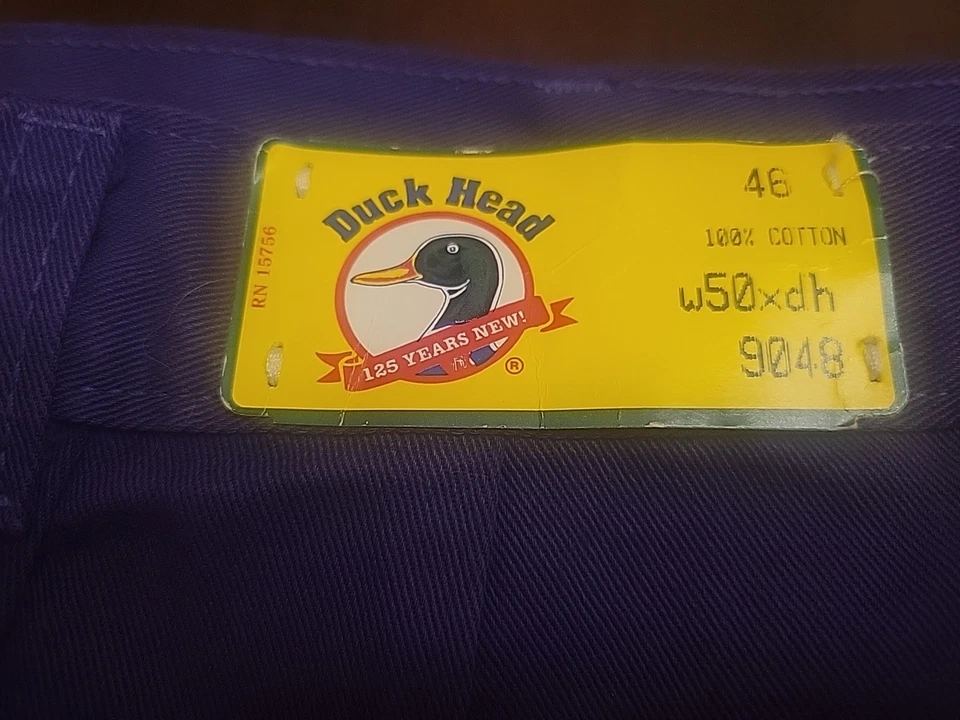 Duck Head
125 YEARS NEW!
®
RN 15756
46
100% COTTON
w50xdh
9048